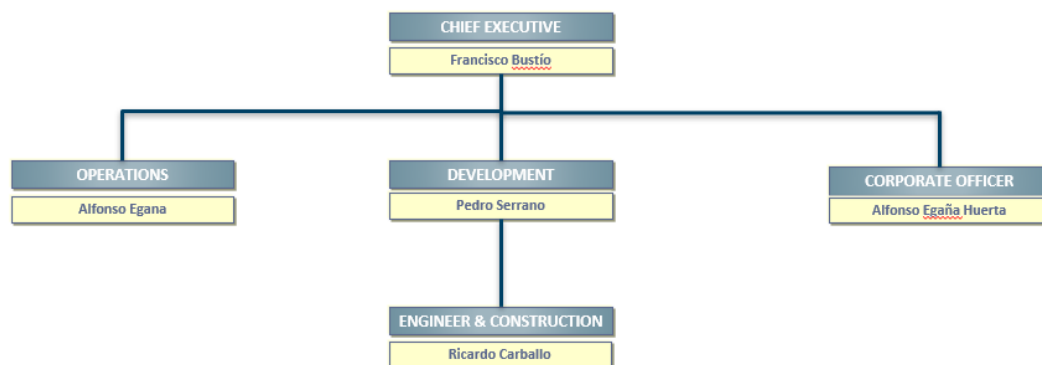 CHIEF EXECUTIVE
Francisco Bustío
OPERATIONS
Alfonso Egana
DEVELOPMENT
Pedro Serrano
CORPORATE OFFICER
Alfonso Egaña Huerta
ENGINEER & CONSTRUCTION
Ricardo Carballo